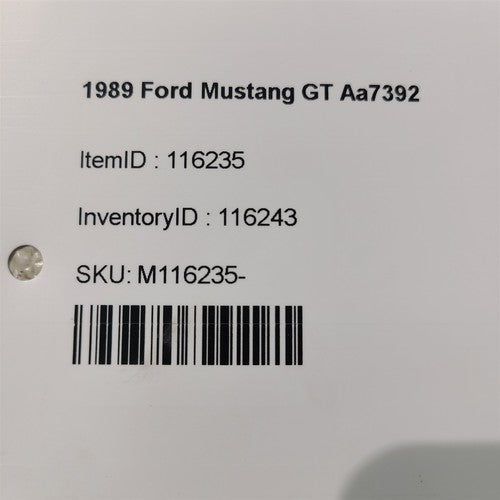 1989 Ford Mustang GT Aa7392
ItemID : 116235
InventoryID : 116243
SKU: M116235-